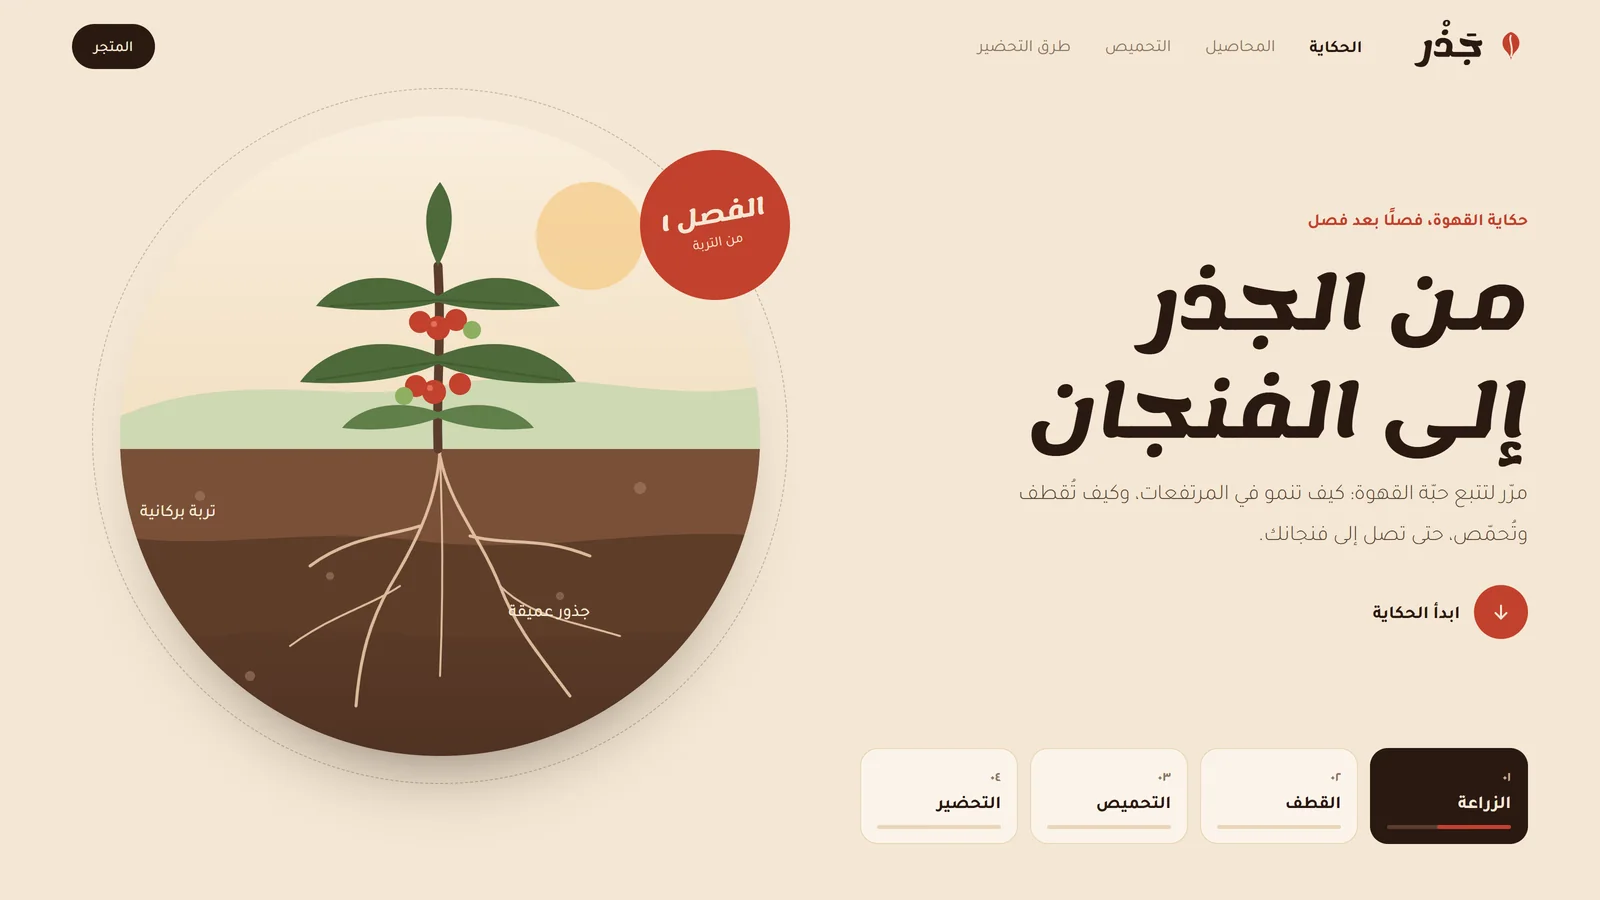 جَذْر
الحكاية
المحاصيل
التحميص
طرق التحضير
المتجر
حكاية القهوة، فصلًا بعد فصل
من الجذر
إلى الفنجان
مرّر لتتبع حبّة القهوة: كيف تنمو في المرتفعات، وكيف تُقطف
وتُحمّص، حتى تصل إلى فنجانك.
ابدأ الحكاية
الفصل ١
من التربة
تربة بركانية
جذور عميقة
٠١
الزراعة
٠٢
القطف
٠٣
التحميص
٠٤
التحضير